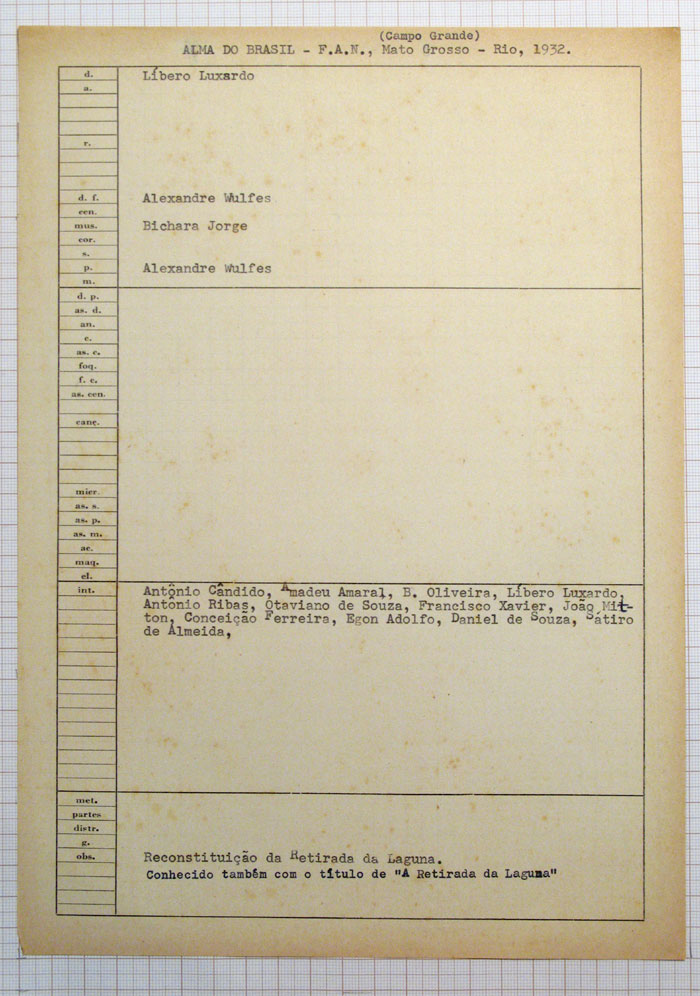 (Campo Grande)
ALMA DO BRASIL - F.A.N., Mato Grosso - Rio, 1932.
d. Líbero Luxardo
a.
r.
d. f. Alexandre Wulfes
cen.
mus. Bichara Jorge
cor.
s.
p. Alexandre Wulfes
m.
d. p.
as. d.
an.
c.
as. c.
foq.
f. c.
as. cen.
canç.
micr.
as. s.
as. p.
as. m.
ac.
maq.
el.
int. Antônio Cândido, Amadeu Amaral, B. Oliveira, Líbero Luxardo,
Antonio Ribas, Otaviano de Souza, Francisco Xavier, João Mil-
ton, Conceição Ferreira, Egon Adolfo, Daniel de Souza, Sátiro
de Almeida,
met.
partes
distr.
g.
obs. Reconstituição da Retirada da Laguna.
Conhecido também com o título de "A Retirada da Laguna"